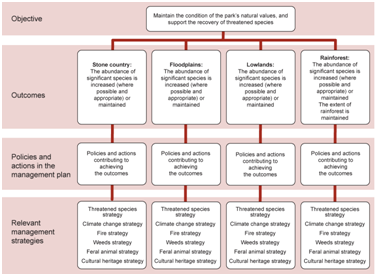 Objective
Maintain the condition of the park's natural values, and
support the recovery of threatened species
Outcomes
Stone country:
The abundance of
significant species is
increased (where
possible and
appropriate) or
maintained
Floodplains:
The abundance of
significant species is
increased (where
possible and
appropriate) or
maintained
Lowlands:
The abundance of
significant species is
increased (where
possible and
appropriate) or
maintained
Rainforest:
The abundance of
significant species is
increased (where
possible and
appropriate) or
maintained
The extent of
rainforest is
maintained
Policies and
actions in the
management plan
Policies and actions
contributing to
achieving
the outcomes
Policies and actions
contributing to
achieving
the outcomes
Policies and actions
contributing to
achieving
the outcomes
Policies and actions
contributing to
achieving
the outcomes
Relevant
management
strategies
Threatened species
strategy
Climate change strategy
Fire strategy
Weeds strategy
Feral animal strategy
Cultural heritage strategy
Threatened species
strategy
Climate change strategy
Fire strategy
Weeds strategy
Feral animal strategy
Cultural heritage strategy
Threatened species
strategy
Climate change strategy
Fire strategy
Weeds strategy
Feral animal strategy
Cultural heritage strategy
Threatened species
strategy
Climate change strategy
Fire strategy
Weeds strategy
Feral animal strategy
Cultural heritage strategy